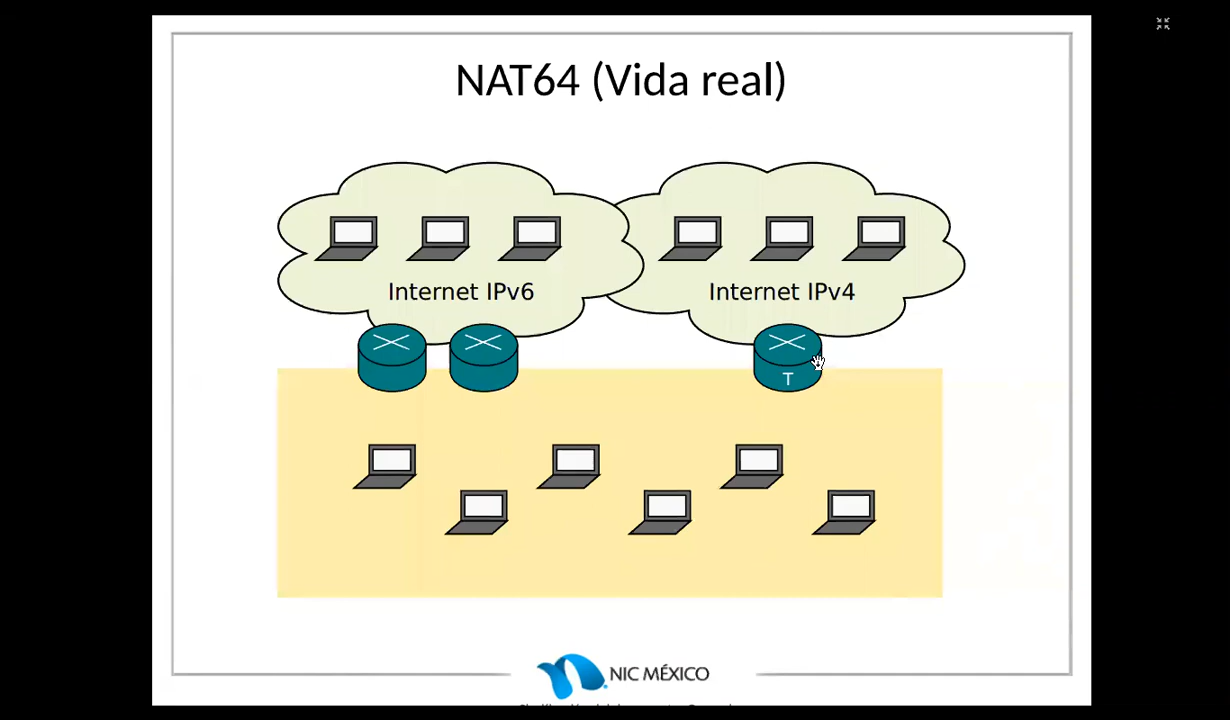 NAT64 (Vida real)
Internet IPv6
Internet IPv4
T
NIC MÉXICO